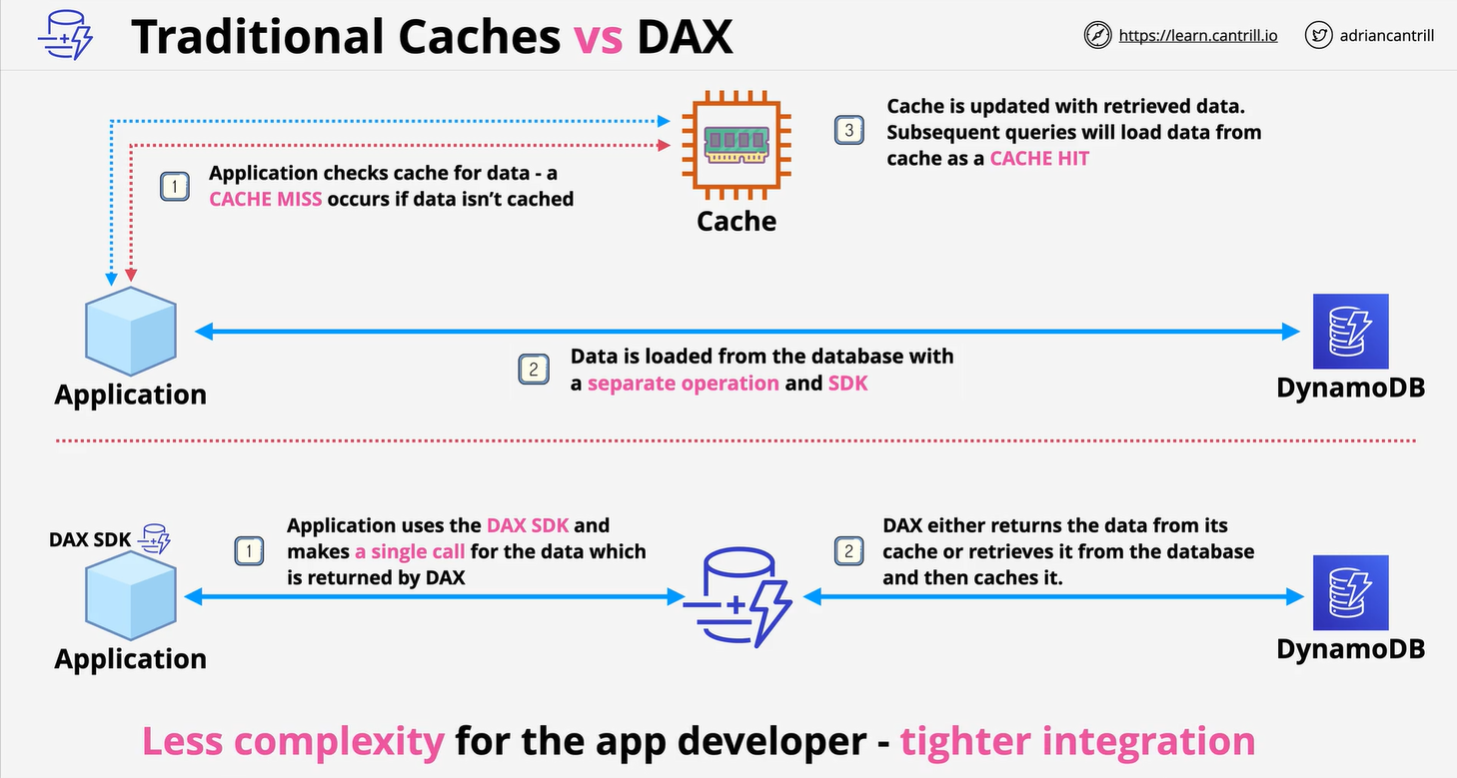 Traditional Caches vs DAX
https://learn.cantrill.io
adriancantrill
1
Application checks cache for data - a
CACHE MISS occurs if data isn’t cached
Cache
3
Cache is updated with retrieved data.
Subsequent queries will load data from
cache as a CACHE HIT
Application
2
Data is loaded from the database with
a separate operation and SDK
DynamoDB
DAX SDK
Application
1
Application uses the DAX SDK and
makes a single call for the data which
is returned by DAX
2
DAX either returns the data from its
cache or retrieves it from the database
and then caches it.
DynamoDB
Less complexity for the app developer - tighter integration